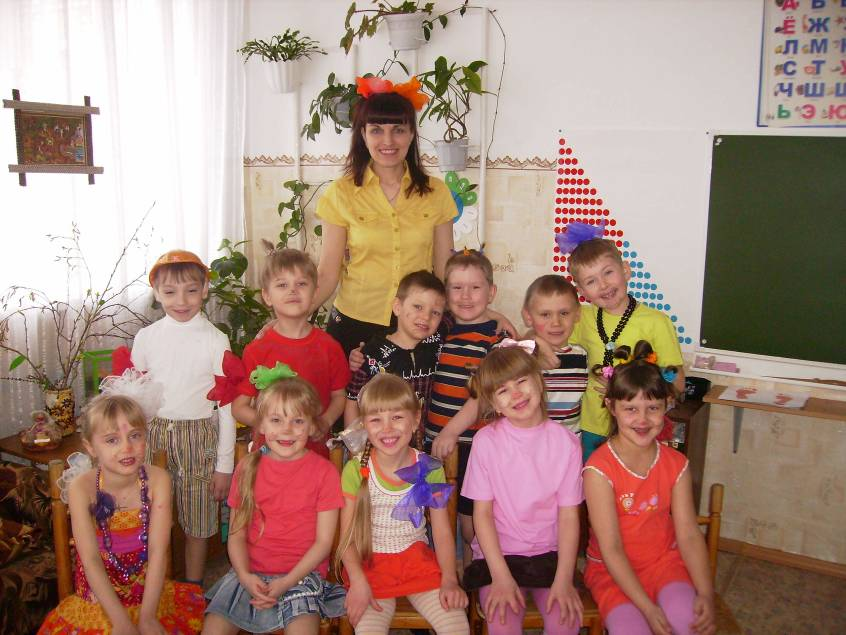 Ё Ж
Л М
С Т У
Ч Ш Щ
Ь Э Ю